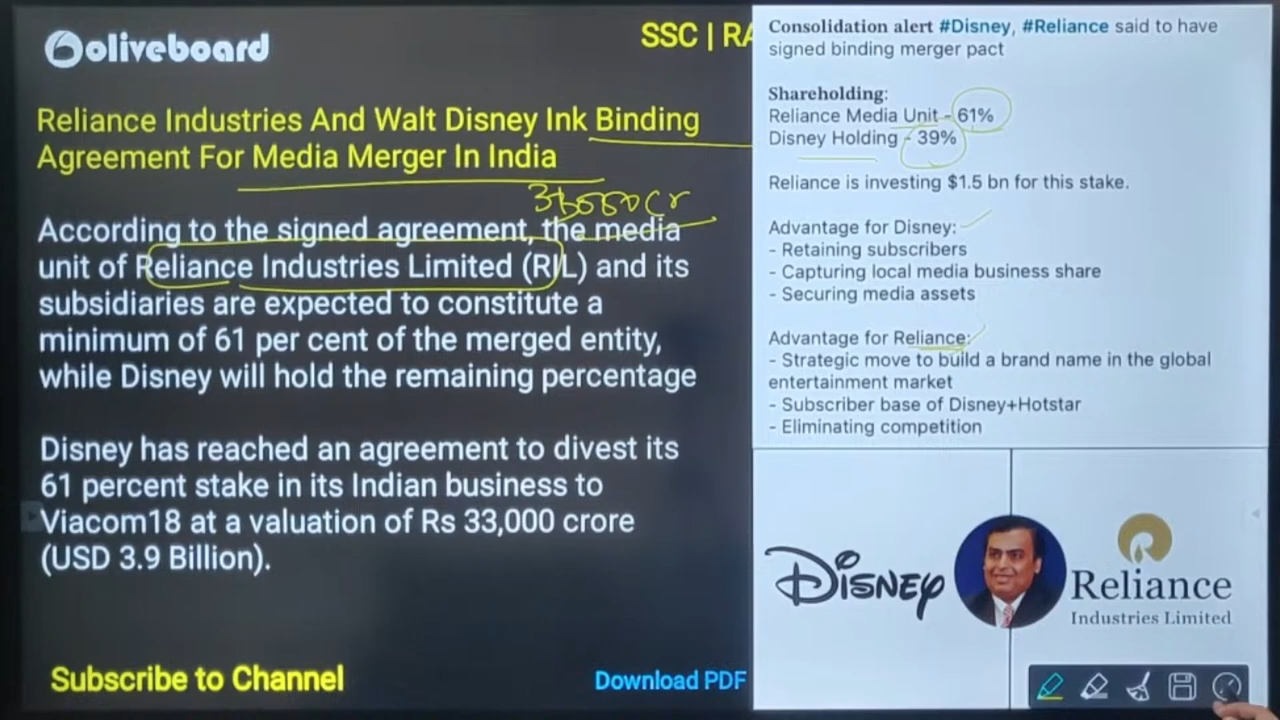 oliveboard
SSC | RA
Reliance Industries And Walt Disney Ink Binding
Agreement For Media Merger In India
According to the signed agreement, the media
unit of Reliance Industries Limited (RIL) and its
subsidiaries are expected to constitute a
minimum of 61 per cent of the merged entity,
while Disney will hold the remaining percentage
Disney has reached an agreement to divest its
61 percent stake in its Indian business to
Viacom18 at a valuation of Rs 33,000 crore
(USD 3.9 Billion).
Subscribe to Channel
Download PDF
Consolidation alert #Disney, #Reliance said to have
signed binding merger pact
Shareholding:
Reliance Media Unit - 61%
Disney Holding - 39%
Reliance is investing $1.5 bn for this stake.
Advantage for Disney:
- Retaining subscribers
- Capturing local media business share
- Securing media assets
Advantage for Reliance:
- Strategic move to build a brand name in the global
entertainment market
- Subscriber base of Disney+Hotstar
- Eliminating competition
Disney
Reliance
Industries Limited